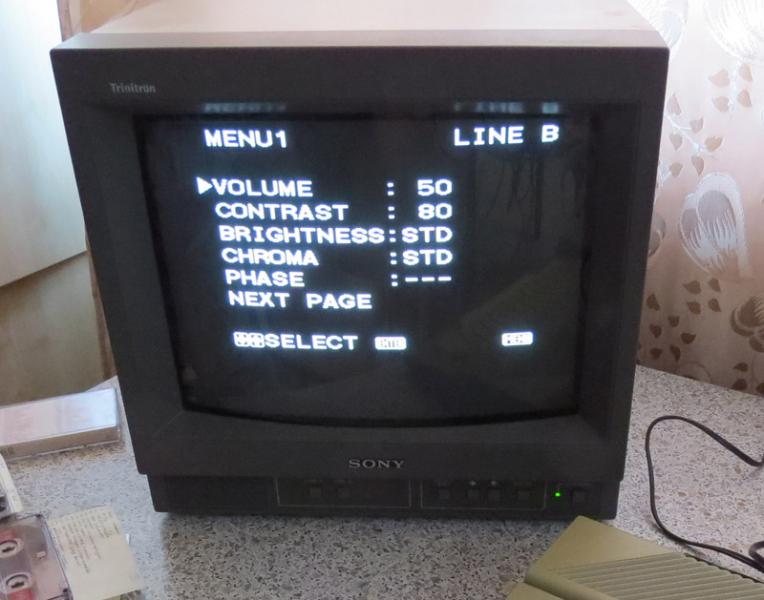 Trinitron
MENU1 LINE B
▶VOLUME : 50
CONTRAST : 80
BRIGHTNESS:STD
CHROMA :STD
PHASE :---
NEXT PAGE
SELECT
SONY